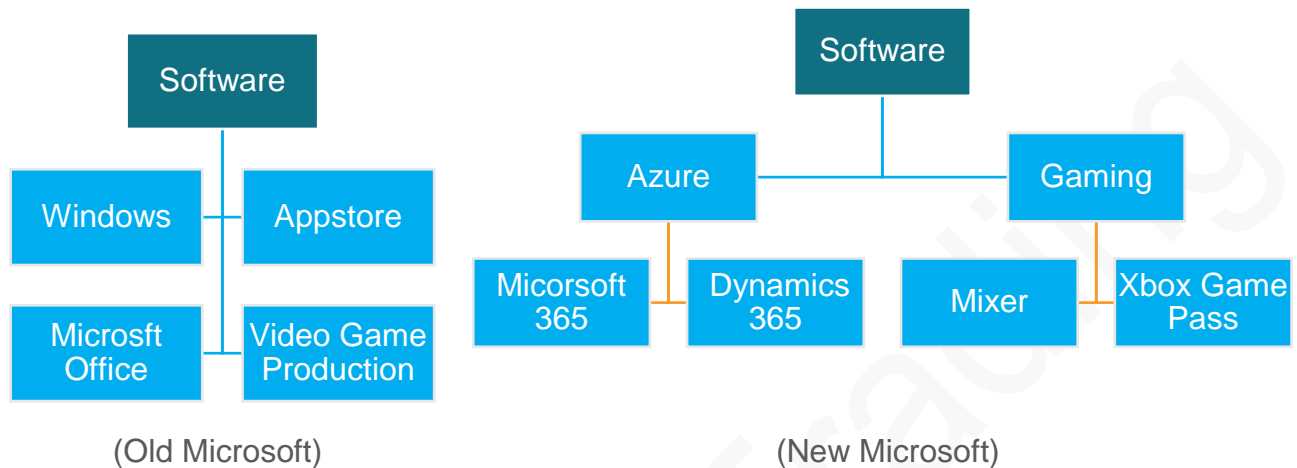 Software
Windows
Appstore
Microsft
Office
Video Game
Production
(Old Microsoft)
Software
Azure
Gaming
Micorsoft
365
Dynamics
365
Mixer
Xbox Game
Pass
(New Microsoft)